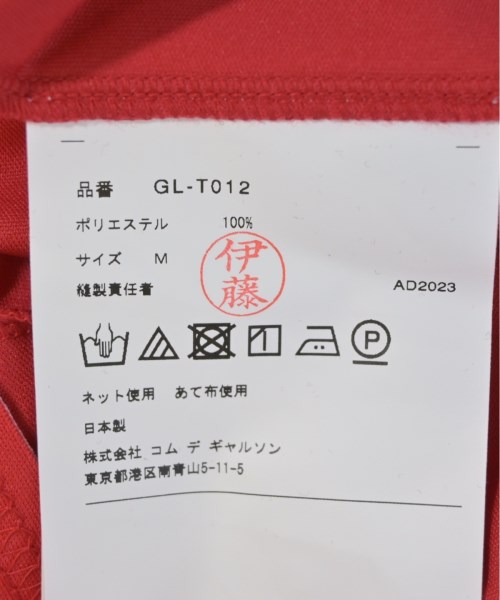 品番 GL-T012
ポリエステル 100%
サイズ M
伊藤
縫製責任者
AD2023
P
ネット使用 あて布使用
日本製
株式会社 コム デ ギャルソン
東京都港区南青山5-11-5